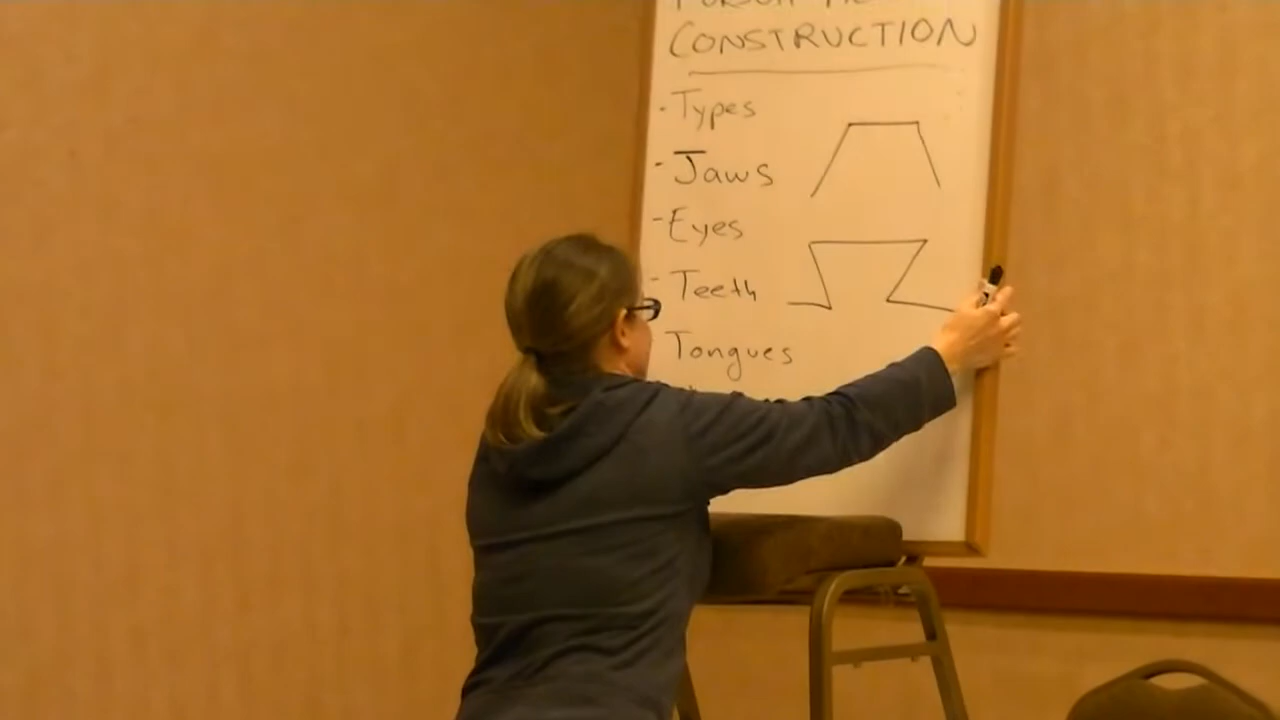 CONSTRUCTION
- Types
- Jaws
- Eyes
- Teeth
Tongues